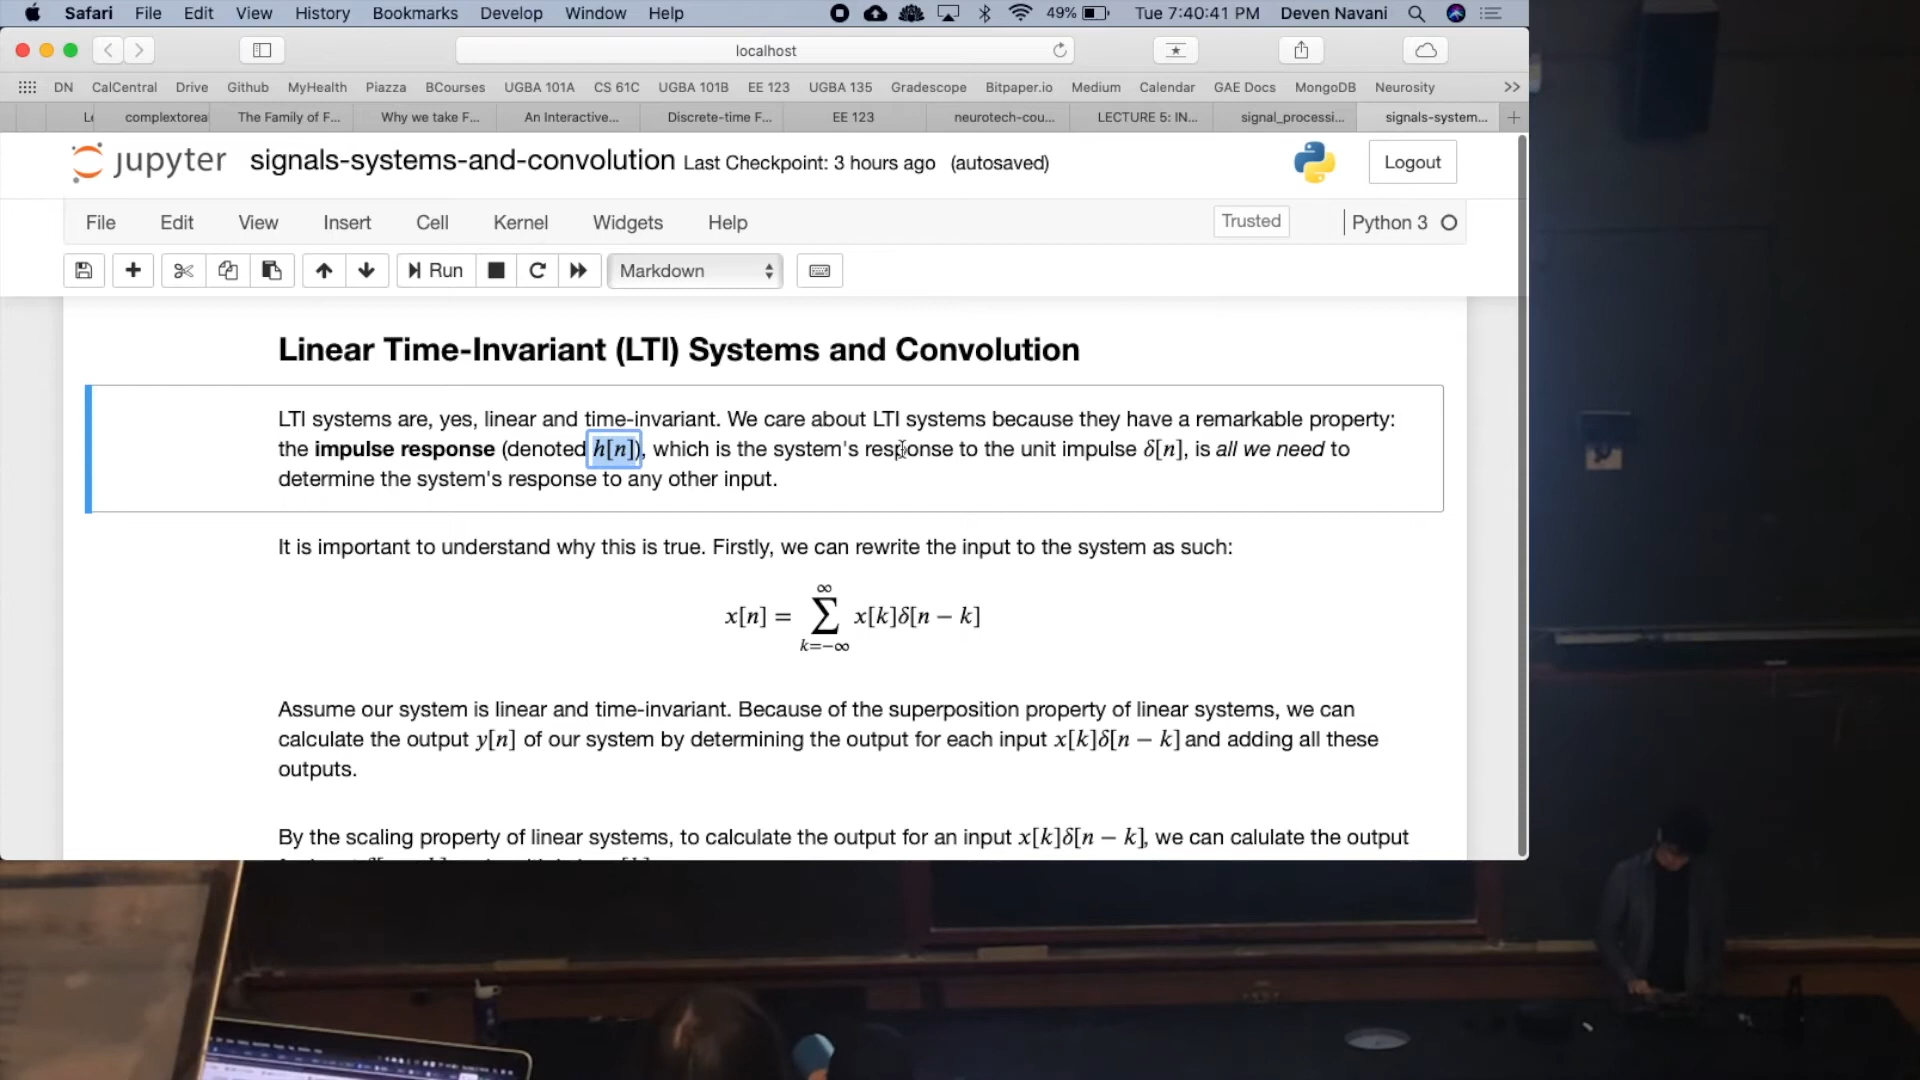 Safari File Edit View History Bookmarks Develop Window Help 49% Tue 7:40:41 PM Deven Navani
localhost
DN CalCentral Drive Github MyHealth Piazza BCourses UGBA 101A CS 61C UGBA 101B EE 123 UGBA 135 Gradescope Bitpaper.io Medium Calendar GAE Docs MongoDB Neurosity >>
Le complextorea The Family of F... Why we take F... An Interactive... Discrete-time F... EE 123 neurotech-cou... LECTURE 5: IN... signal_processi... signals-system... +
jupyter signals-systems-and-convolution Last Checkpoint: 3 hours ago (autosaved) Logout
File Edit View Insert Cell Kernel Widgets Help Trusted Python 3
Run Markdown
Linear Time-Invariant (LTI) Systems and Convolution
LTI systems are, yes, linear and time-invariant. We care about LTI systems because they have a remarkable property:
the impulse response (denoted h[n]), which is the system's response to the unit impulse δ[n], is all we need to
determine the system's response to any other input.
It is important to understand why this is true. Firstly, we can rewrite the input to the system as such:
x[n] = ∑_{k=−∞}^{∞} x[k]δ[n − k]
Assume our system is linear and time-invariant. Because of the superposition property of linear systems, we can
calculate the output y[n] of our system by determining the output for each input x[k]δ[n − k] and adding all these
outputs.
By the scaling property of linear systems, to calculate the output for an input x[k]δ[n − k], we can calulate the output